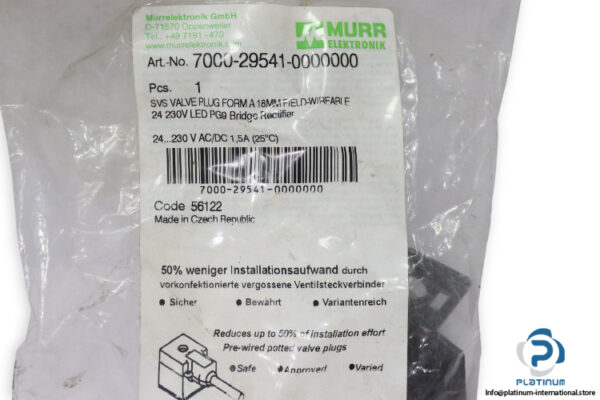 Murrelektronik GmbH
D-71570 Oppenweiler
Tel.: +49 7191 - 470
www.murrelektronik.com
MURR
ELEKTRONIK
Art.-No. 7000-29541-0000000
Pcs. 1
SVS VALVE PLUG FORM A 18MM FIELD-WIREABLE
24 230V LED PG9 Bridge Rectifier
24...230 V AC/DC 1,5A (25°C)
7000-29541-0000000
Code 56122
Made in Czech Republic
50% weniger Installationsaufwand durch
vorkonfektionierte vergossene Ventilsteckverbinder
● Sicher ● Bewährt ● Variantenreich
Reduces up to 50% of installation effort
Pre-wired potted valve plugs
● Safe ● Approved ● Varied
PLATINUM
INTERNATIONAL
Info@platinum-international.store